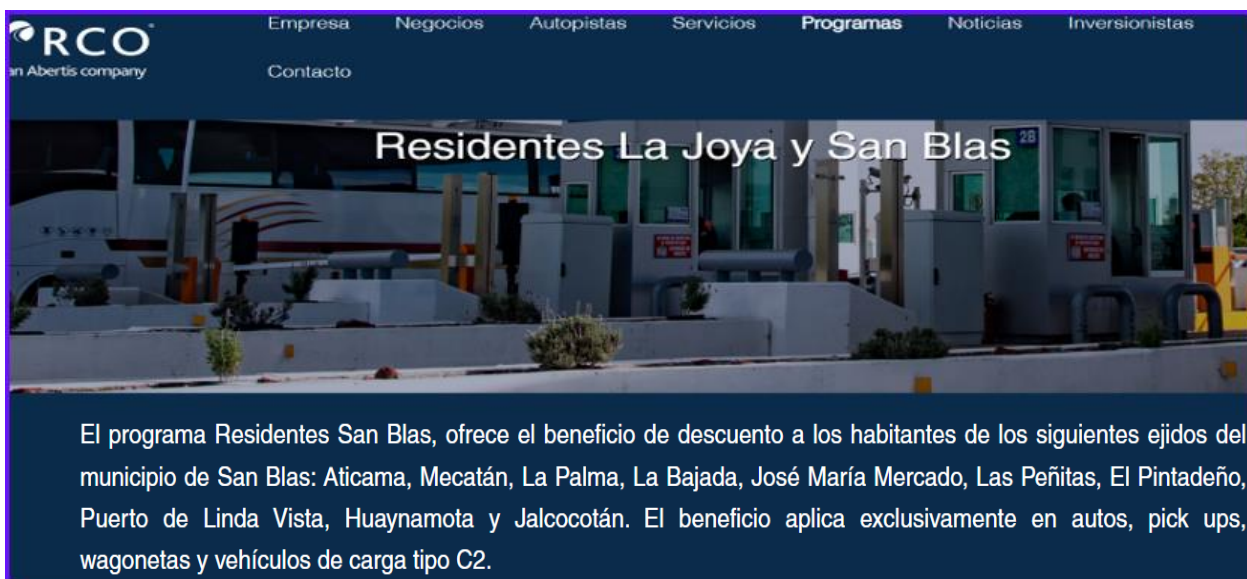 RCO
an Abertis company
Empresa Negocios Autopistas Servicios Programas Noticias Inversionistas
Contacto
Residentes La Joya y San Blas
2B
El programa Residentes San Blas, ofrece el beneficio de descuento a los habitantes de los siguientes ejidos del
municipio de San Blas: Aticama, Mecatán, La Palma, La Bajada, José María Mercado, Las Peñitas, El Pintadeño,
Puerto de Linda Vista, Huaynamota y Jalcocotán. El beneficio aplica exclusivamente en autos, pick ups,
wagonetas y vehículos de carga tipo C2.